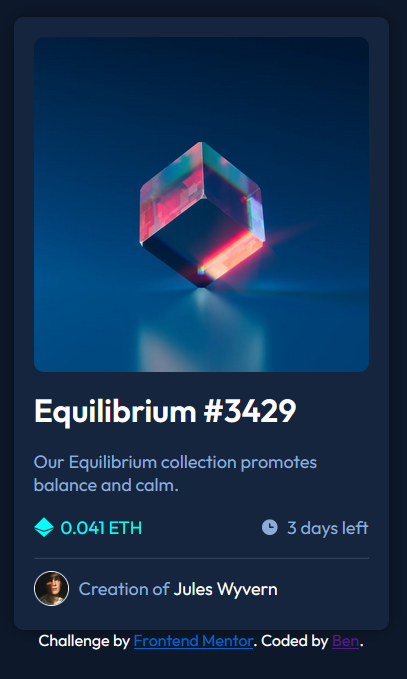 Equilibrium #3429
Our Equilibrium collection promotes
balance and calm.
0.041 ETH 3 days left
Creation of Jules Wyvern
Challenge by Frontend Mentor. Coded by Ben.